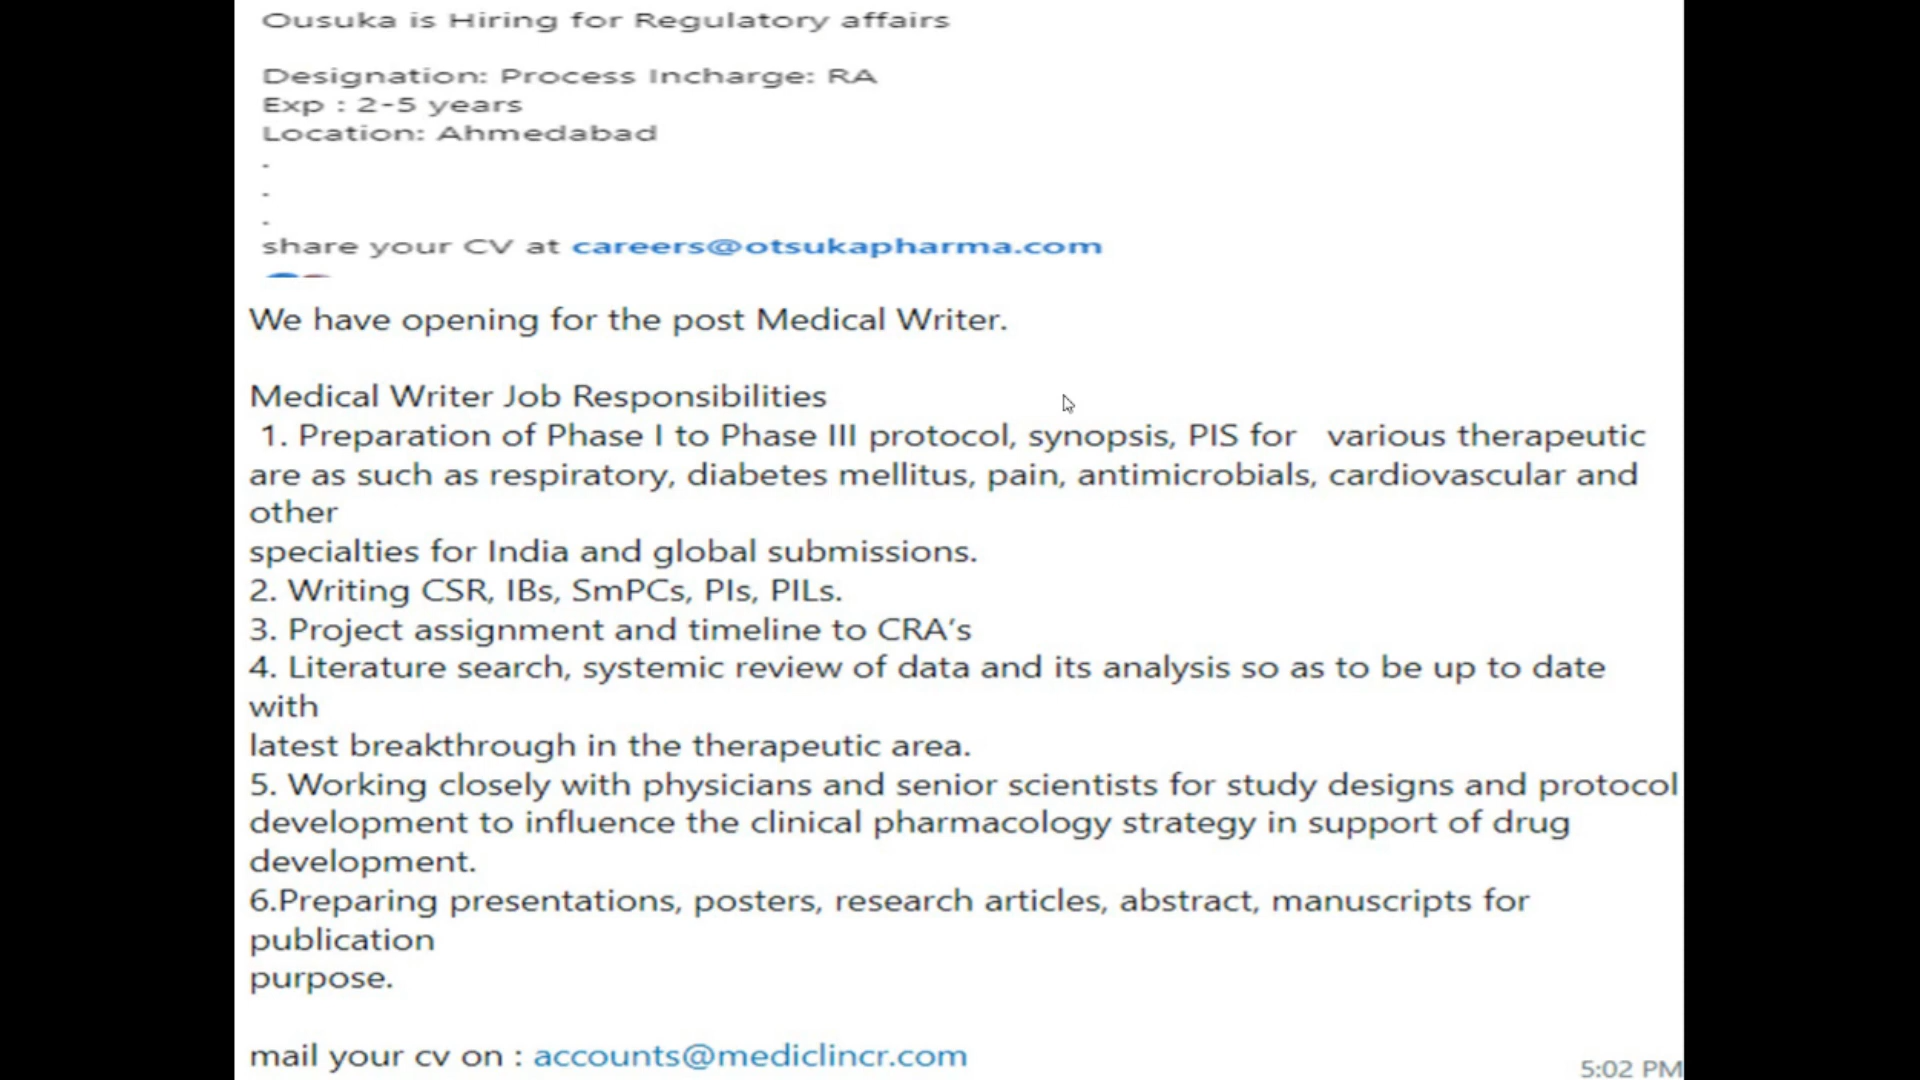 Ousuka is Hiring for Regulatory affairs
Designation: Process Incharge: RA
Exp : 2-5 years
Location: Ahmedabad
.
.
.
share your CV at careers@otsukapharma.com
We have opening for the post Medical Writer.
Medical Writer Job Responsibilities
1. Preparation of Phase I to Phase III protocol, synopsis, PIS for various therapeutic
are as such as respiratory, diabetes mellitus, pain, antimicrobials, cardiovascular and
other
specialties for India and global submissions.
2. Writing CSR, IBs, SmPCs, PIs, PILs.
3. Project assignment and timeline to CRA’s
4. Literature search, systemic review of data and its analysis so as to be up to date
with
latest breakthrough in the therapeutic area.
5. Working closely with physicians and senior scientists for study designs and protocol
development to influence the clinical pharmacology strategy in support of drug
development.
6.Preparing presentations, posters, research articles, abstract, manuscripts for
publication
purpose.
mail your cv on : accounts@mediclincr.com
5:02 PM